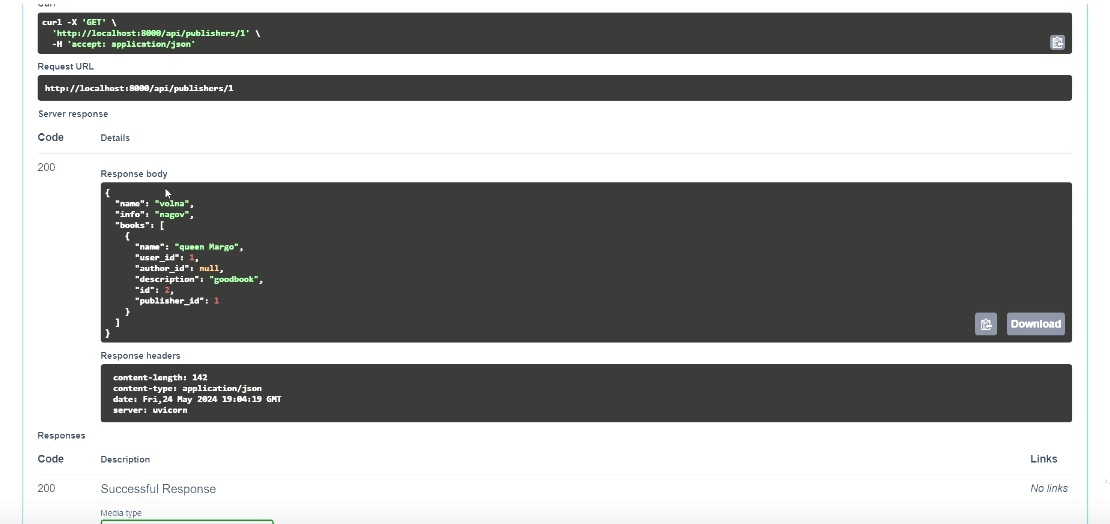 Curl
curl -X 'GET' \
'http://localhost:8000/api/publishers/1' \
-H 'accept: application/json'
Request URL
http://localhost:8000/api/publishers/1
Server response
Code Details
200
Response body
{
"name": "volna",
"info": "nagov",
"books": [
{
"name": "queen Margo",
"user_id": 1,
"author_id": null,
"description": "goodbook",
"id": 2,
"publisher_id": 1
}
]
}
Download
Response headers
content-length: 142
content-type: application/json
date: Fri,24 May 2024 19:04:19 GMT
server: uvicorn
Responses
Code Description Links
200 Successful Response No links
Media type